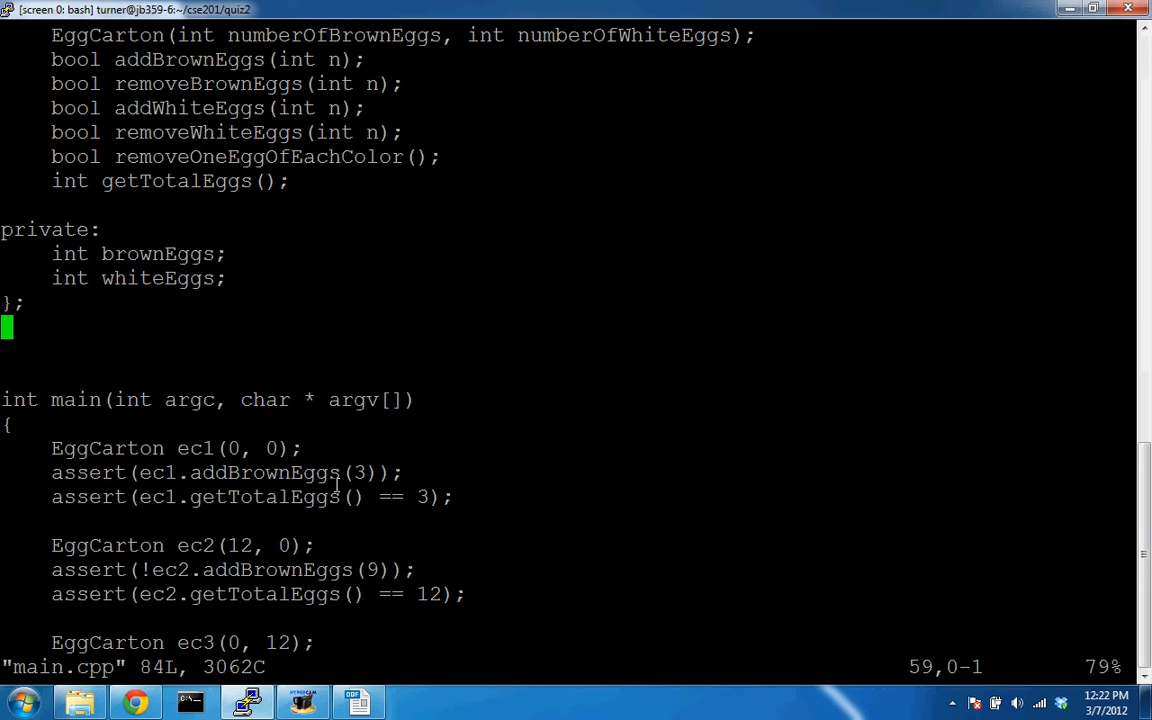 [screen 0: bash] turner@jb359-6:~/cse201/quiz2
EggCarton(int numberOfBrownEggs, int numberOfWhiteEggs);
bool addBrownEggs(int n);
bool removeBrownEggs(int n);
bool addWhiteEggs(int n);
bool removeWhiteEggs(int n);
bool removeOneEggOfEachColor();
int getTotalEggs();
private:
int brownEggs;
int whiteEggs;
};
int main(int argc, char * argv[])
{
EggCarton ec1(0, 0);
assert(ec1.addBrownEggs(3));
assert(ec1.getTotalEggs() == 3);
EggCarton ec2(12, 0);
assert(!ec2.addBrownEggs(9));
assert(ec2.getTotalEggs() == 12);
EggCarton ec3(0, 12);
"main.cpp" 84L, 3062C 59,0-1 79%
HYPERCAM
ODF
12:22 PM
3/7/2012